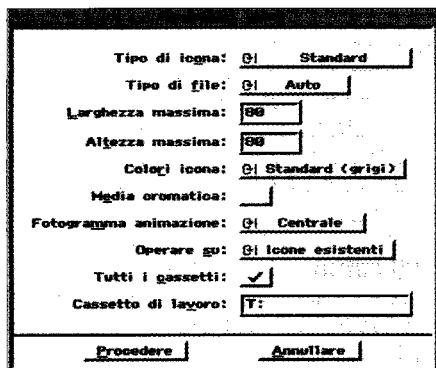 Tipo di icona: Standard
Tipo di file: Auto
Larghezza massima: 80
Altezza massima: 80
Colori icona: Standard (grigi)
Media cromatica:
Fotogramma animazione: Centrale
Operare su: Icone esistenti
Tutti i cassetti: ✓
Cassetto di lavoro: T:
Procedere Annullare